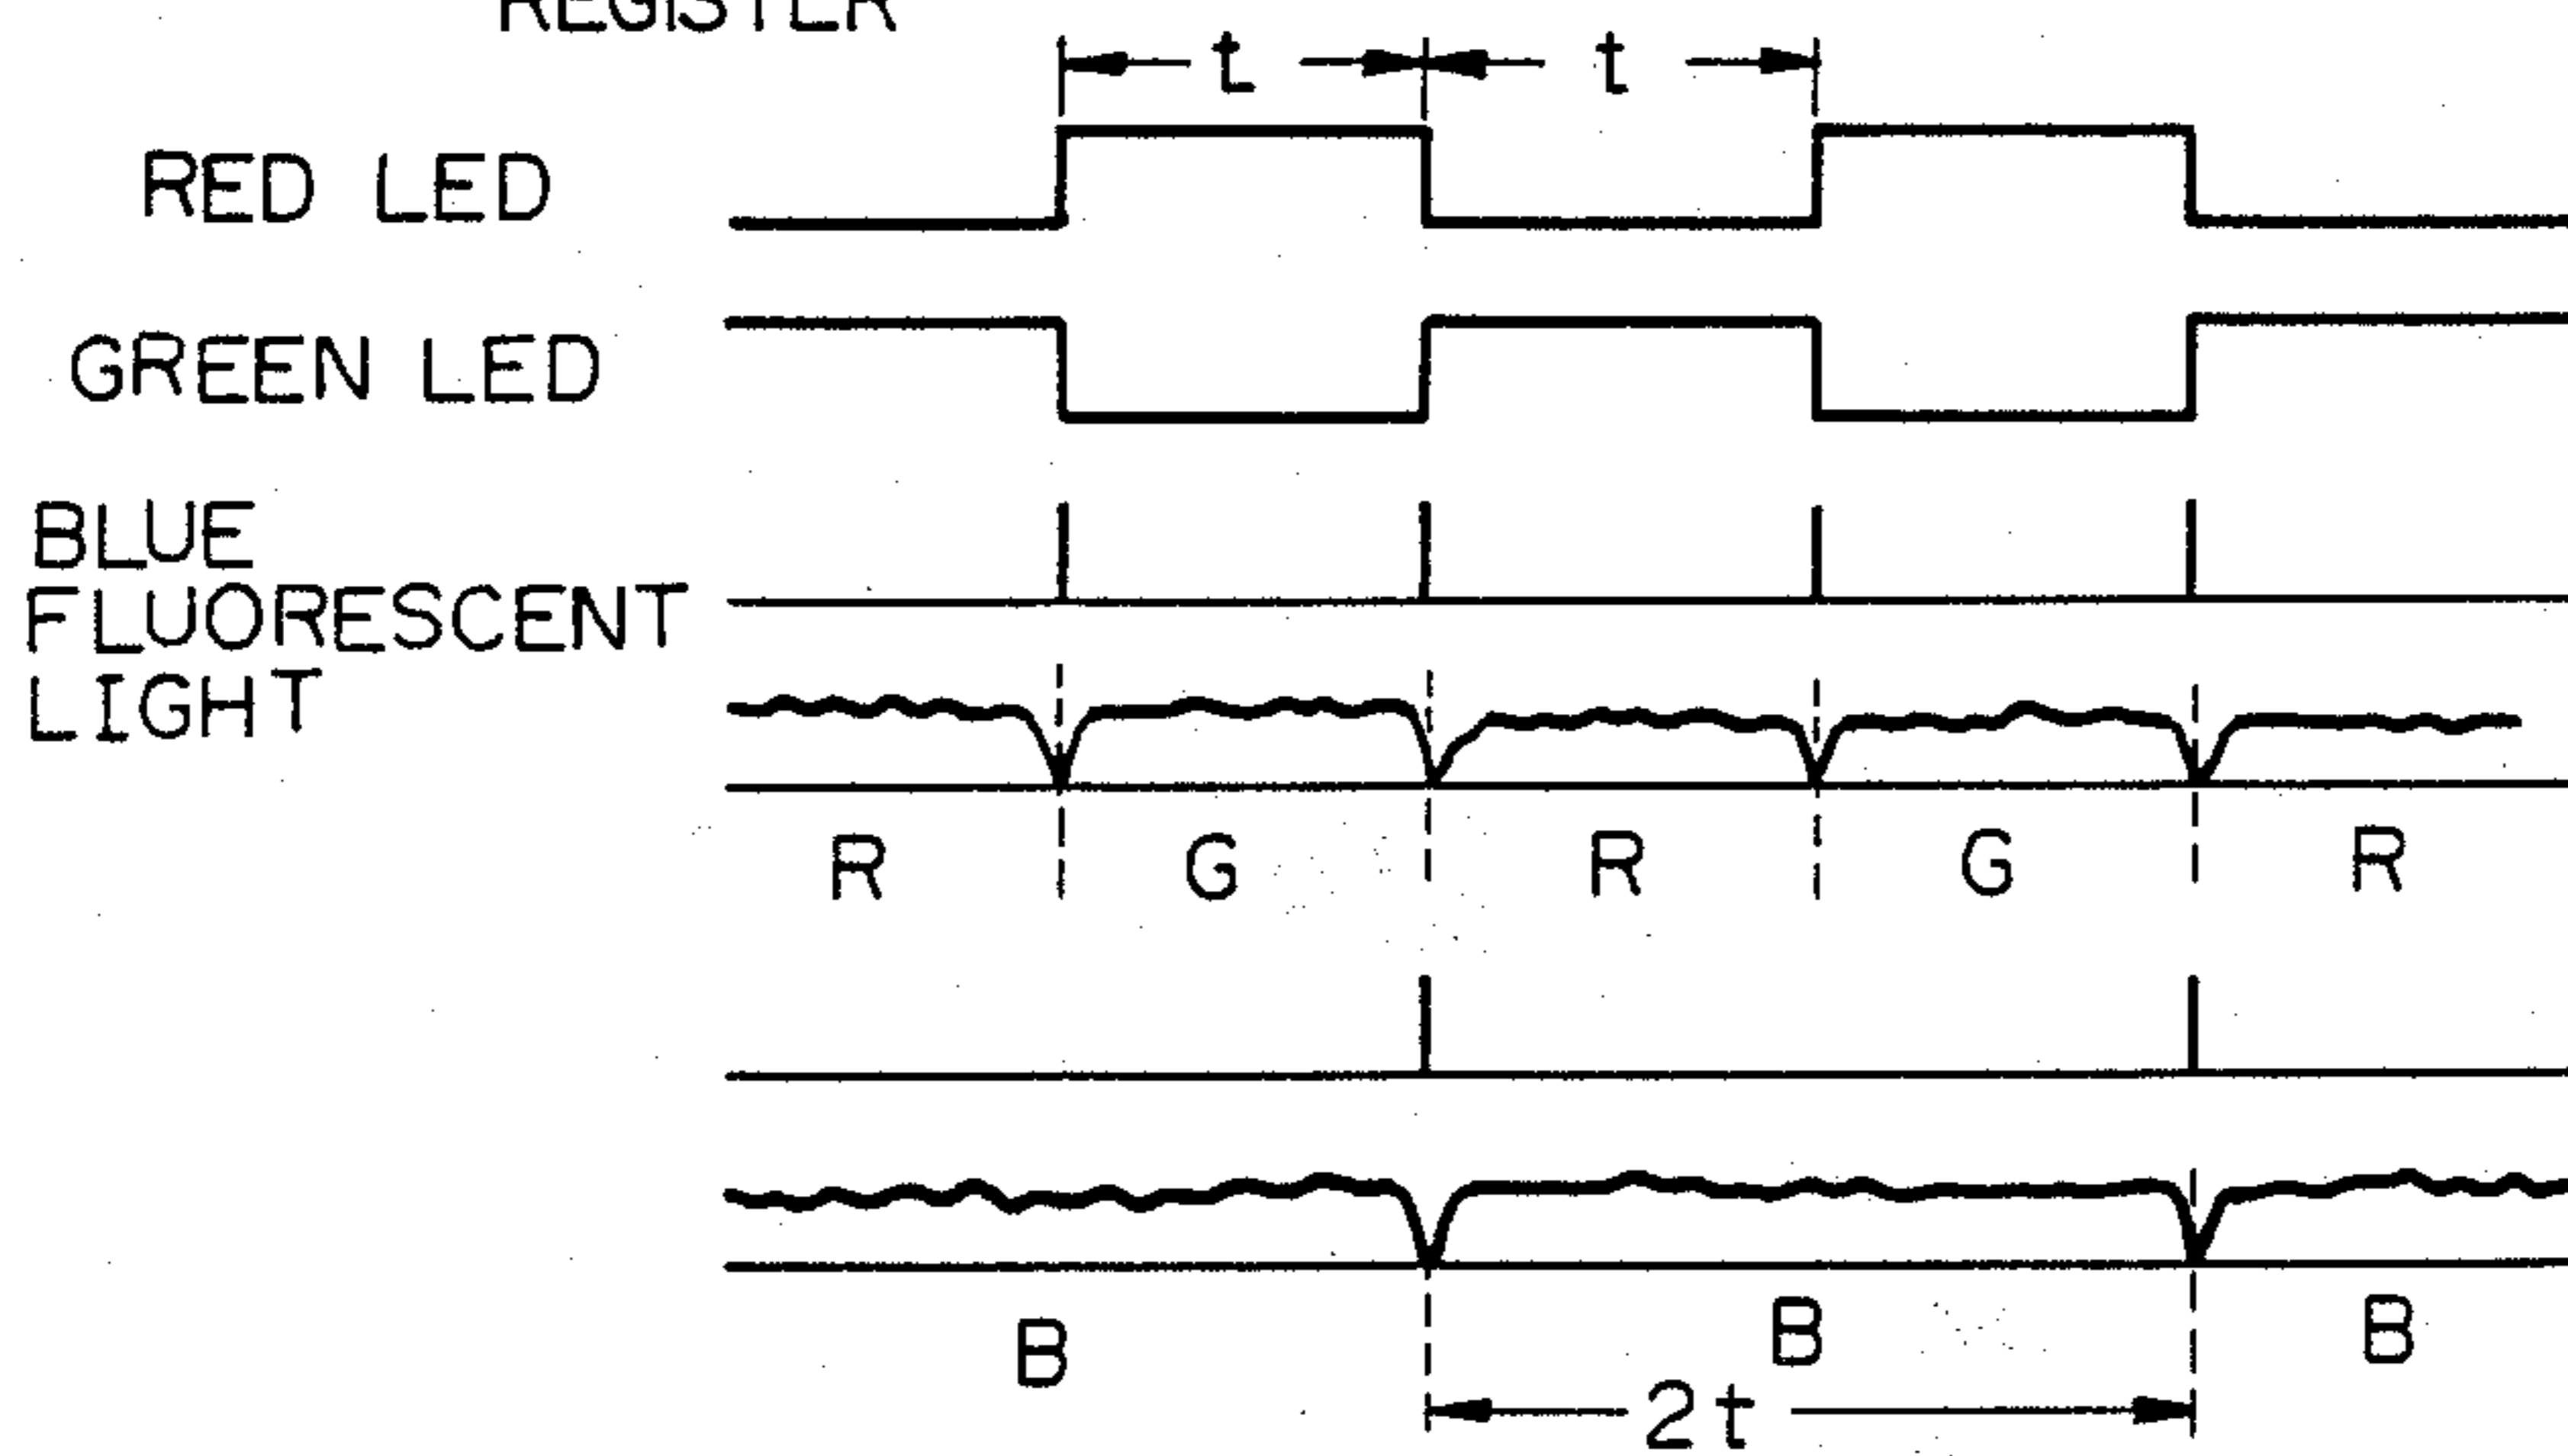 REGISTER
t t
RED LED
GREEN LED
BLUE
FLUORESCENT
LIGHT
R G R G R
B B B
2t